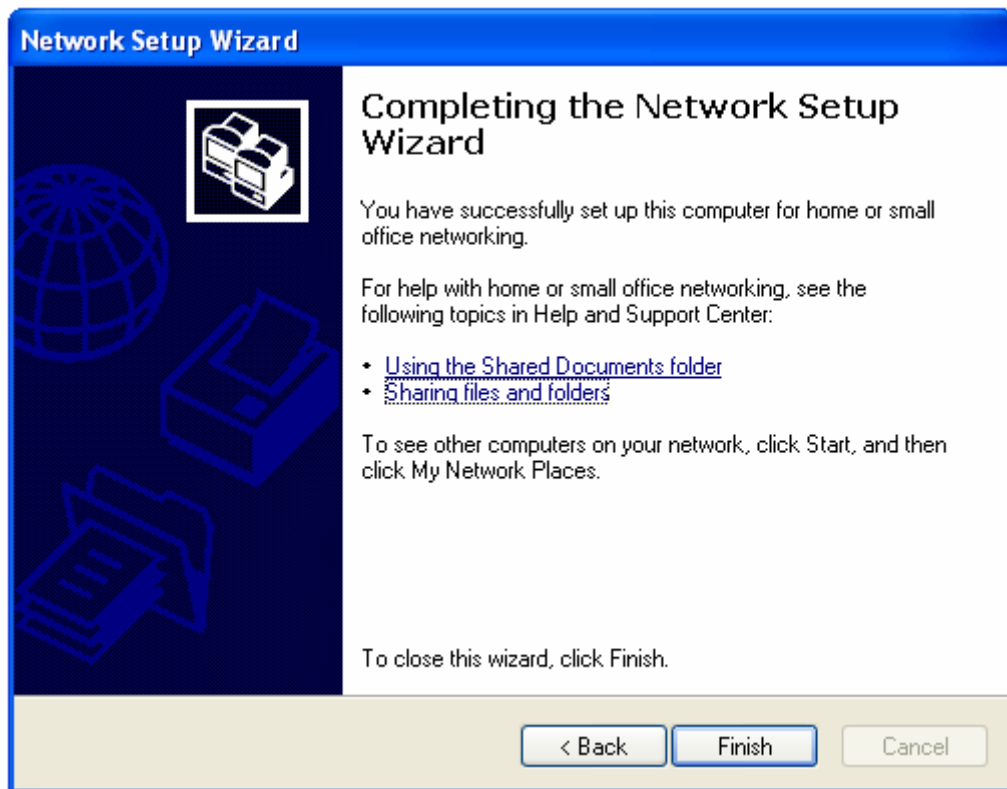 Network Setup Wizard
Completing the Network Setup
Wizard
You have successfully set up this computer for home or small
office networking.
For help with home or small office networking, see the
following topics in Help and Support Center:
• Using the Shared Documents folder
• Sharing files and folders
To see other computers on your network, click Start, and then
click My Network Places.
To close this wizard, click Finish.
< Back Finish Cancel